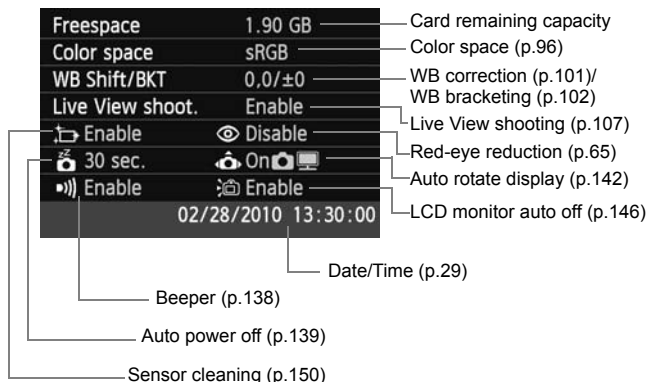 Freespace 1.90 GB
Color space sRGB
WB Shift/BKT 0,0/±0
Live View shoot. Enable
Enable Disable
zz 30 sec. On
Enable Enable
02/28/2010 13:30:00
Card remaining capacity
Color space (p.96)
WB correction (p.101)/
WB bracketing (p.102)
Live View shooting (p.107)
Red-eye reduction (p.65)
Auto rotate display (p.142)
LCD monitor auto off (p.146)
Date/Time (p.29)
Beeper (p.138)
Auto power off (p.139)
Sensor cleaning (p.150)